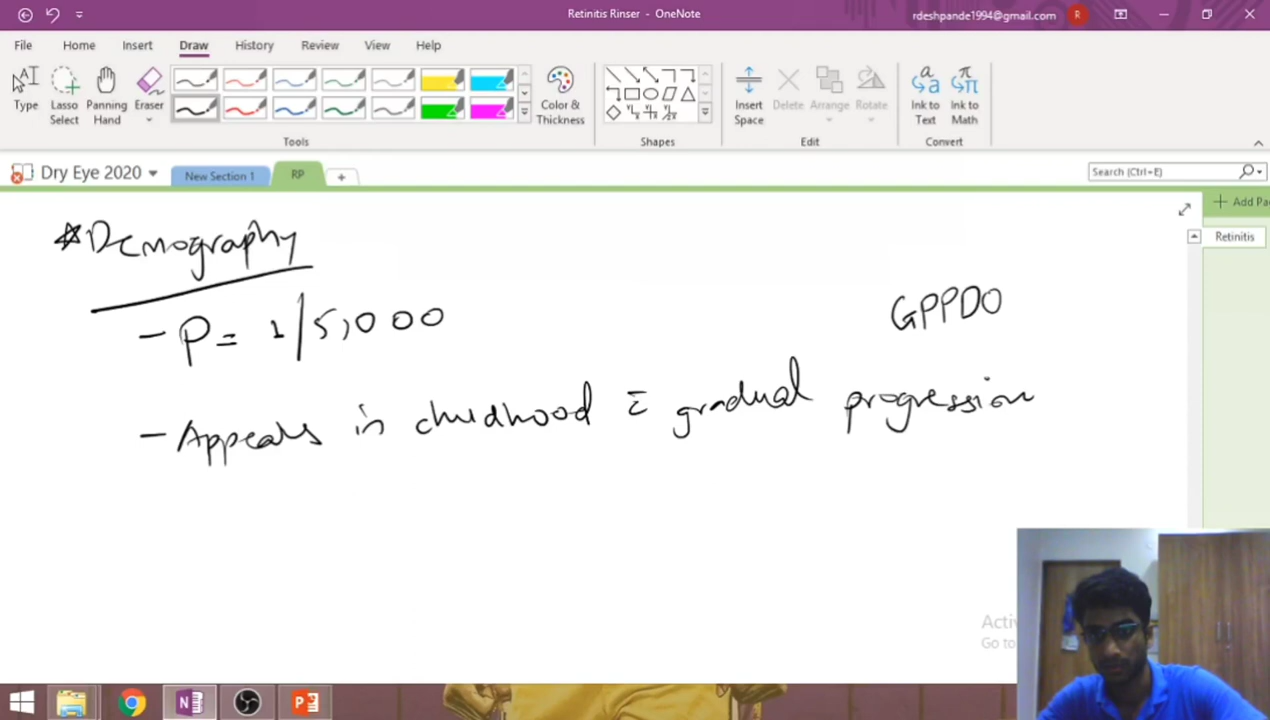 Retinitis Rinser - OneNote
rdeshpande1994@gmail.com R
File Home Insert Draw History Review View Help
Type Lasso Select Panning Hand Eraser Color & Thickness Insert Space Delete Arrange Rotate Ink to Text Ink to Math
Tools Shapes Edit Convert
Dry Eye 2020 New Section 1 RP + Search (Ctrl+E)
Add Pa
Retinitis
*Demography
- P = 1/5,000
GPPDO
- Appears in childhood c̄ gradual progression
Activ
Go to